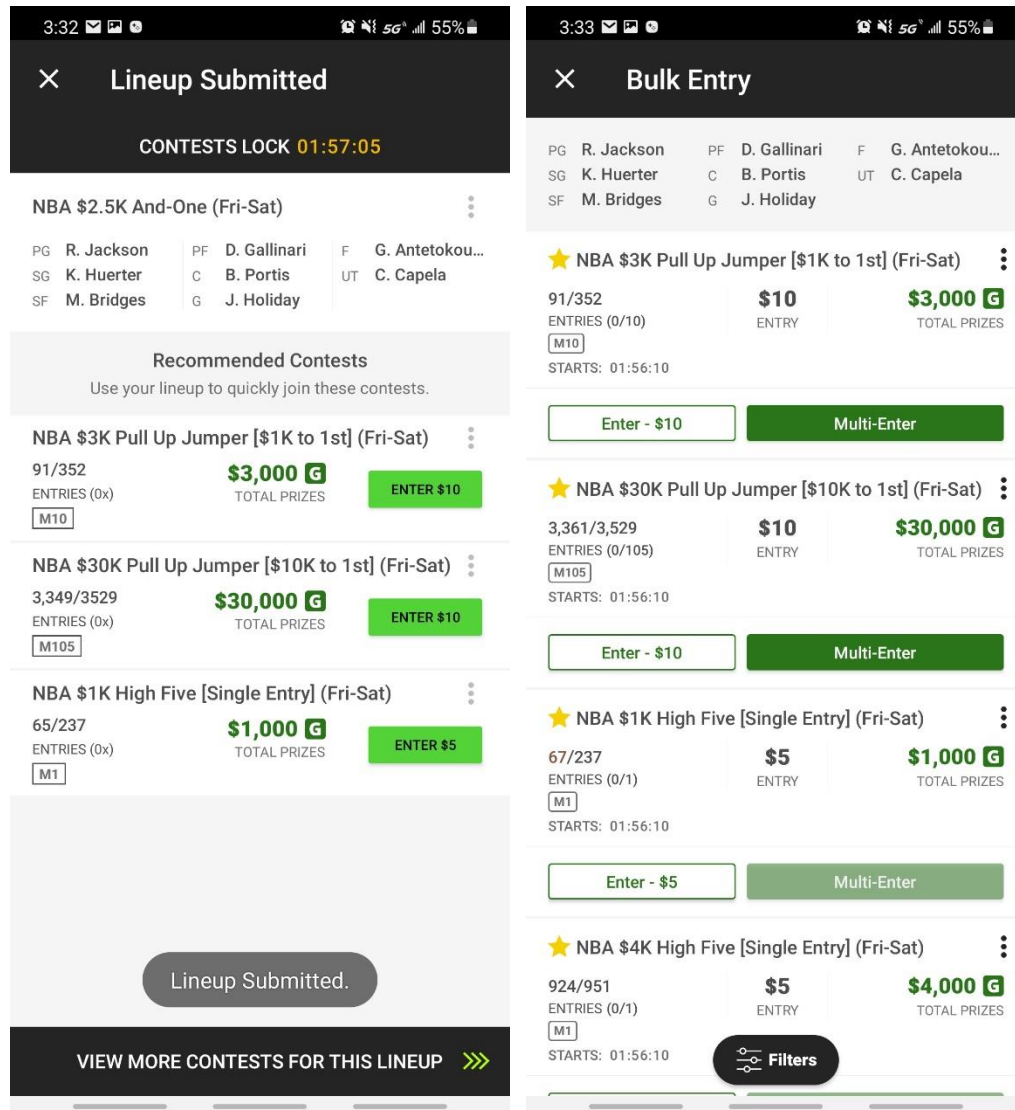 3:32
5G 55%
Lineup Submitted
CONTESTS LOCK 01:57:05
NBA $2.5K And-One (Fri-Sat)
PG R. Jackson PF D. Gallinari F G. Antetokou...
SG K. Huerter C B. Portis UT C. Capela
SF M. Bridges G J. Holiday
Recommended Contests
Use your lineup to quickly join these contests.
NBA $3K Pull Up Jumper [$1K to 1st] (Fri-Sat)
91/352 $3,000 G ENTER $10
ENTRIES (0x) TOTAL PRIZES
M10
NBA $30K Pull Up Jumper [$10K to 1st] (Fri-Sat)
3,349/3529 $30,000 G ENTER $10
ENTRIES (0x) TOTAL PRIZES
M105
NBA $1K High Five [Single Entry] (Fri-Sat)
65/237 $1,000 G ENTER $5
ENTRIES (0x) TOTAL PRIZES
M1
Lineup Submitted.
VIEW MORE CONTESTS FOR THIS LINEUP
3:33
5G 55%
Bulk Entry
PG R. Jackson PF D. Gallinari F G. Antetokou...
SG K. Huerter C B. Portis UT C. Capela
SF M. Bridges G J. Holiday
NBA $3K Pull Up Jumper [$1K to 1st] (Fri-Sat)
91/352 $10 $3,000 G
ENTRIES (0/10) ENTRY TOTAL PRIZES
M10
STARTS: 01:56:10
Enter - $10 Multi-Enter
NBA $30K Pull Up Jumper [$10K to 1st] (Fri-Sat)
3,361/3,529 $10 $30,000 G
ENTRIES (0/105) ENTRY TOTAL PRIZES
M105
STARTS: 01:56:10
Enter - $10 Multi-Enter
NBA $1K High Five [Single Entry] (Fri-Sat)
67/237 $5 $1,000 G
ENTRIES (0/1) ENTRY TOTAL PRIZES
M1
STARTS: 01:56:10
Enter - $5 Multi-Enter
NBA $4K High Five [Single Entry] (Fri-Sat)
924/951 $5 $4,000 G
ENTRIES (0/1) ENTRY TOTAL PRIZES
M1
STARTS: 01:56:10
Filters